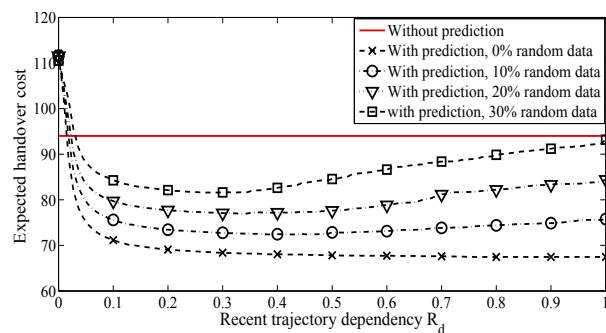 Without prediction
With prediction, 0% random data
With prediction, 10% random data
With prediction, 20% random data
with prediction, 30% random data
Expected handover cost
120
110
100
90
80
70
60
0 0.1 0.2 0.3 0.4 0.5 0.6 0.7 0.8 0.9 1
Recent trajectory dependency R_d